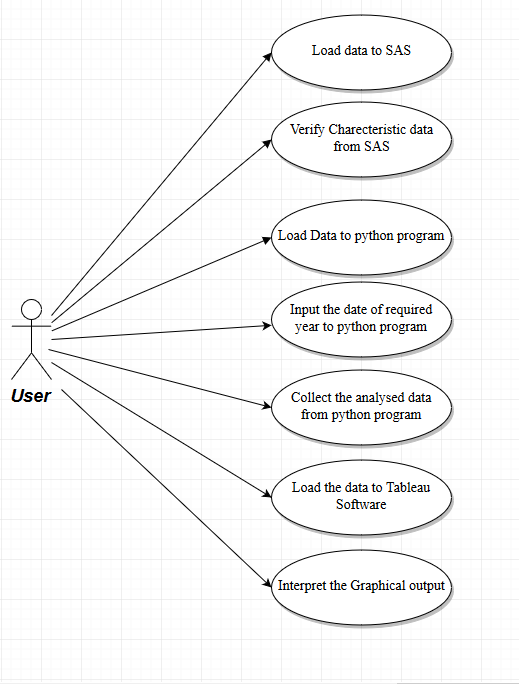 Load data to SAS
Verify Charecteristic data
from SAS
Load Data to python program
Input the date of required
year to python program
Collect the analysed data
from python program
Load the data to Tableau
Software
Interpret the Graphical output
User